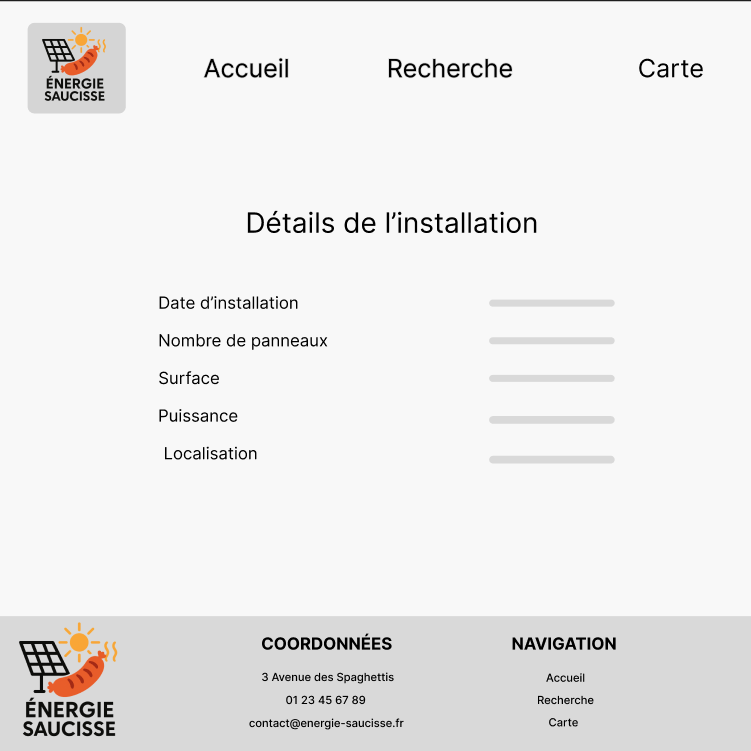 ÉNERGIE
SAUCISSE
Accueil
Recherche
Carte
Détails de l’installation
Date d’installation
Nombre de panneaux
Surface
Puissance
Localisation
ÉNERGIE
SAUCISSE
COORDONNÉES
3 Avenue des Spaghettis
01 23 45 67 89
contact@energie-saucisse.fr
NAVIGATION
Accueil
Recherche
Carte